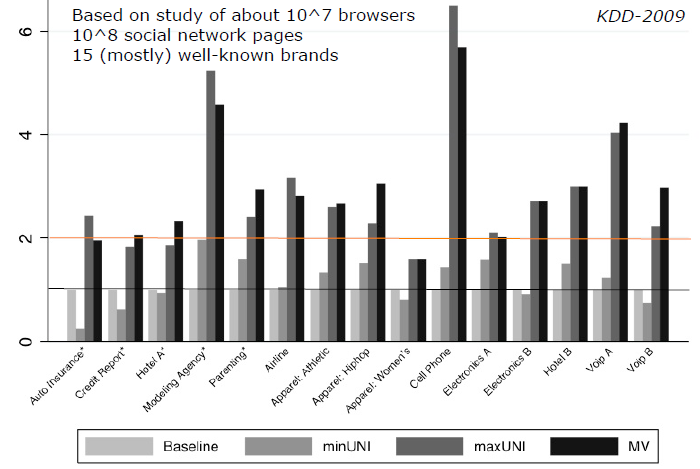 Based on study of about 10^7 browsers
KDD-2009
10^8 social network pages
15 (mostly) well-known brands
6
4
2
0
Auto Insurance*
Credit Report*
Hotel A*
Modeling Agency*
Parenting*
Airline
Apparel: Athletic
Apparel: Hiphop
Apparel: Women's
Cell Phone
Electronics A
Electronics B
Hotel B
Voip A
Voip B
Baseline minUNI maxUNI MV